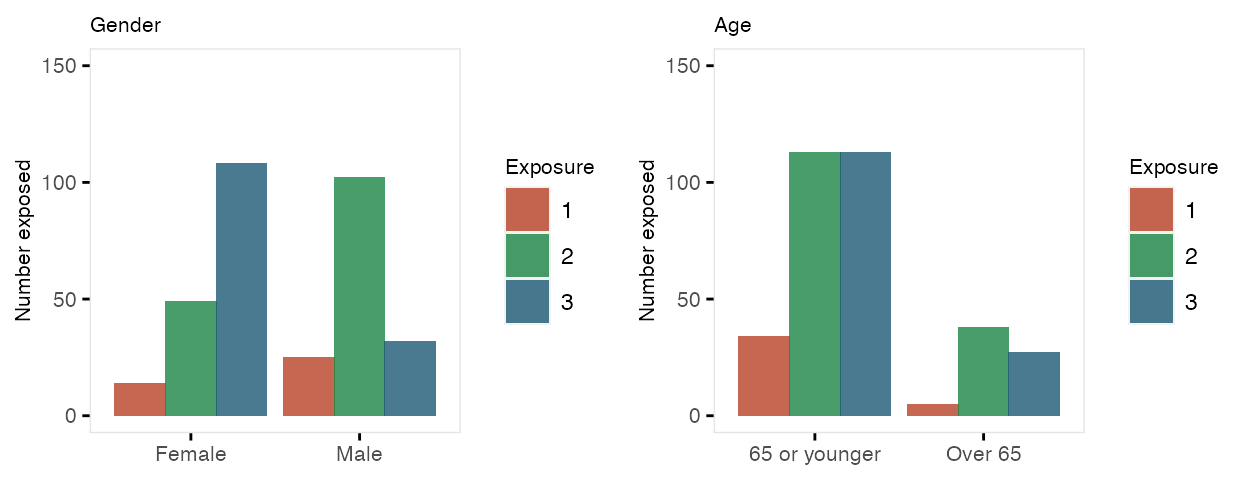 Gender
Number exposed
150
100
50
0
Female Male
Exposure
1
2
3
Age
Number exposed
150
100
50
0
65 or younger Over 65
Exposure
1
2
3